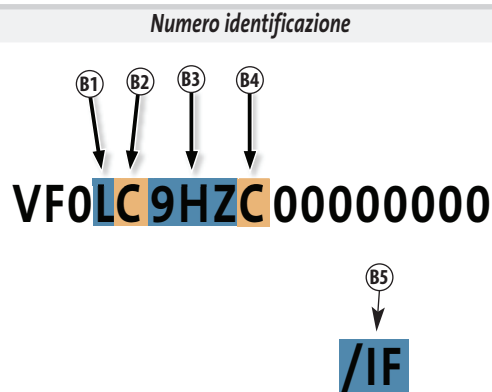 Numero identificazione
B1 B2 B3 B4
VF0LC9HZC00000000
B5
/IF